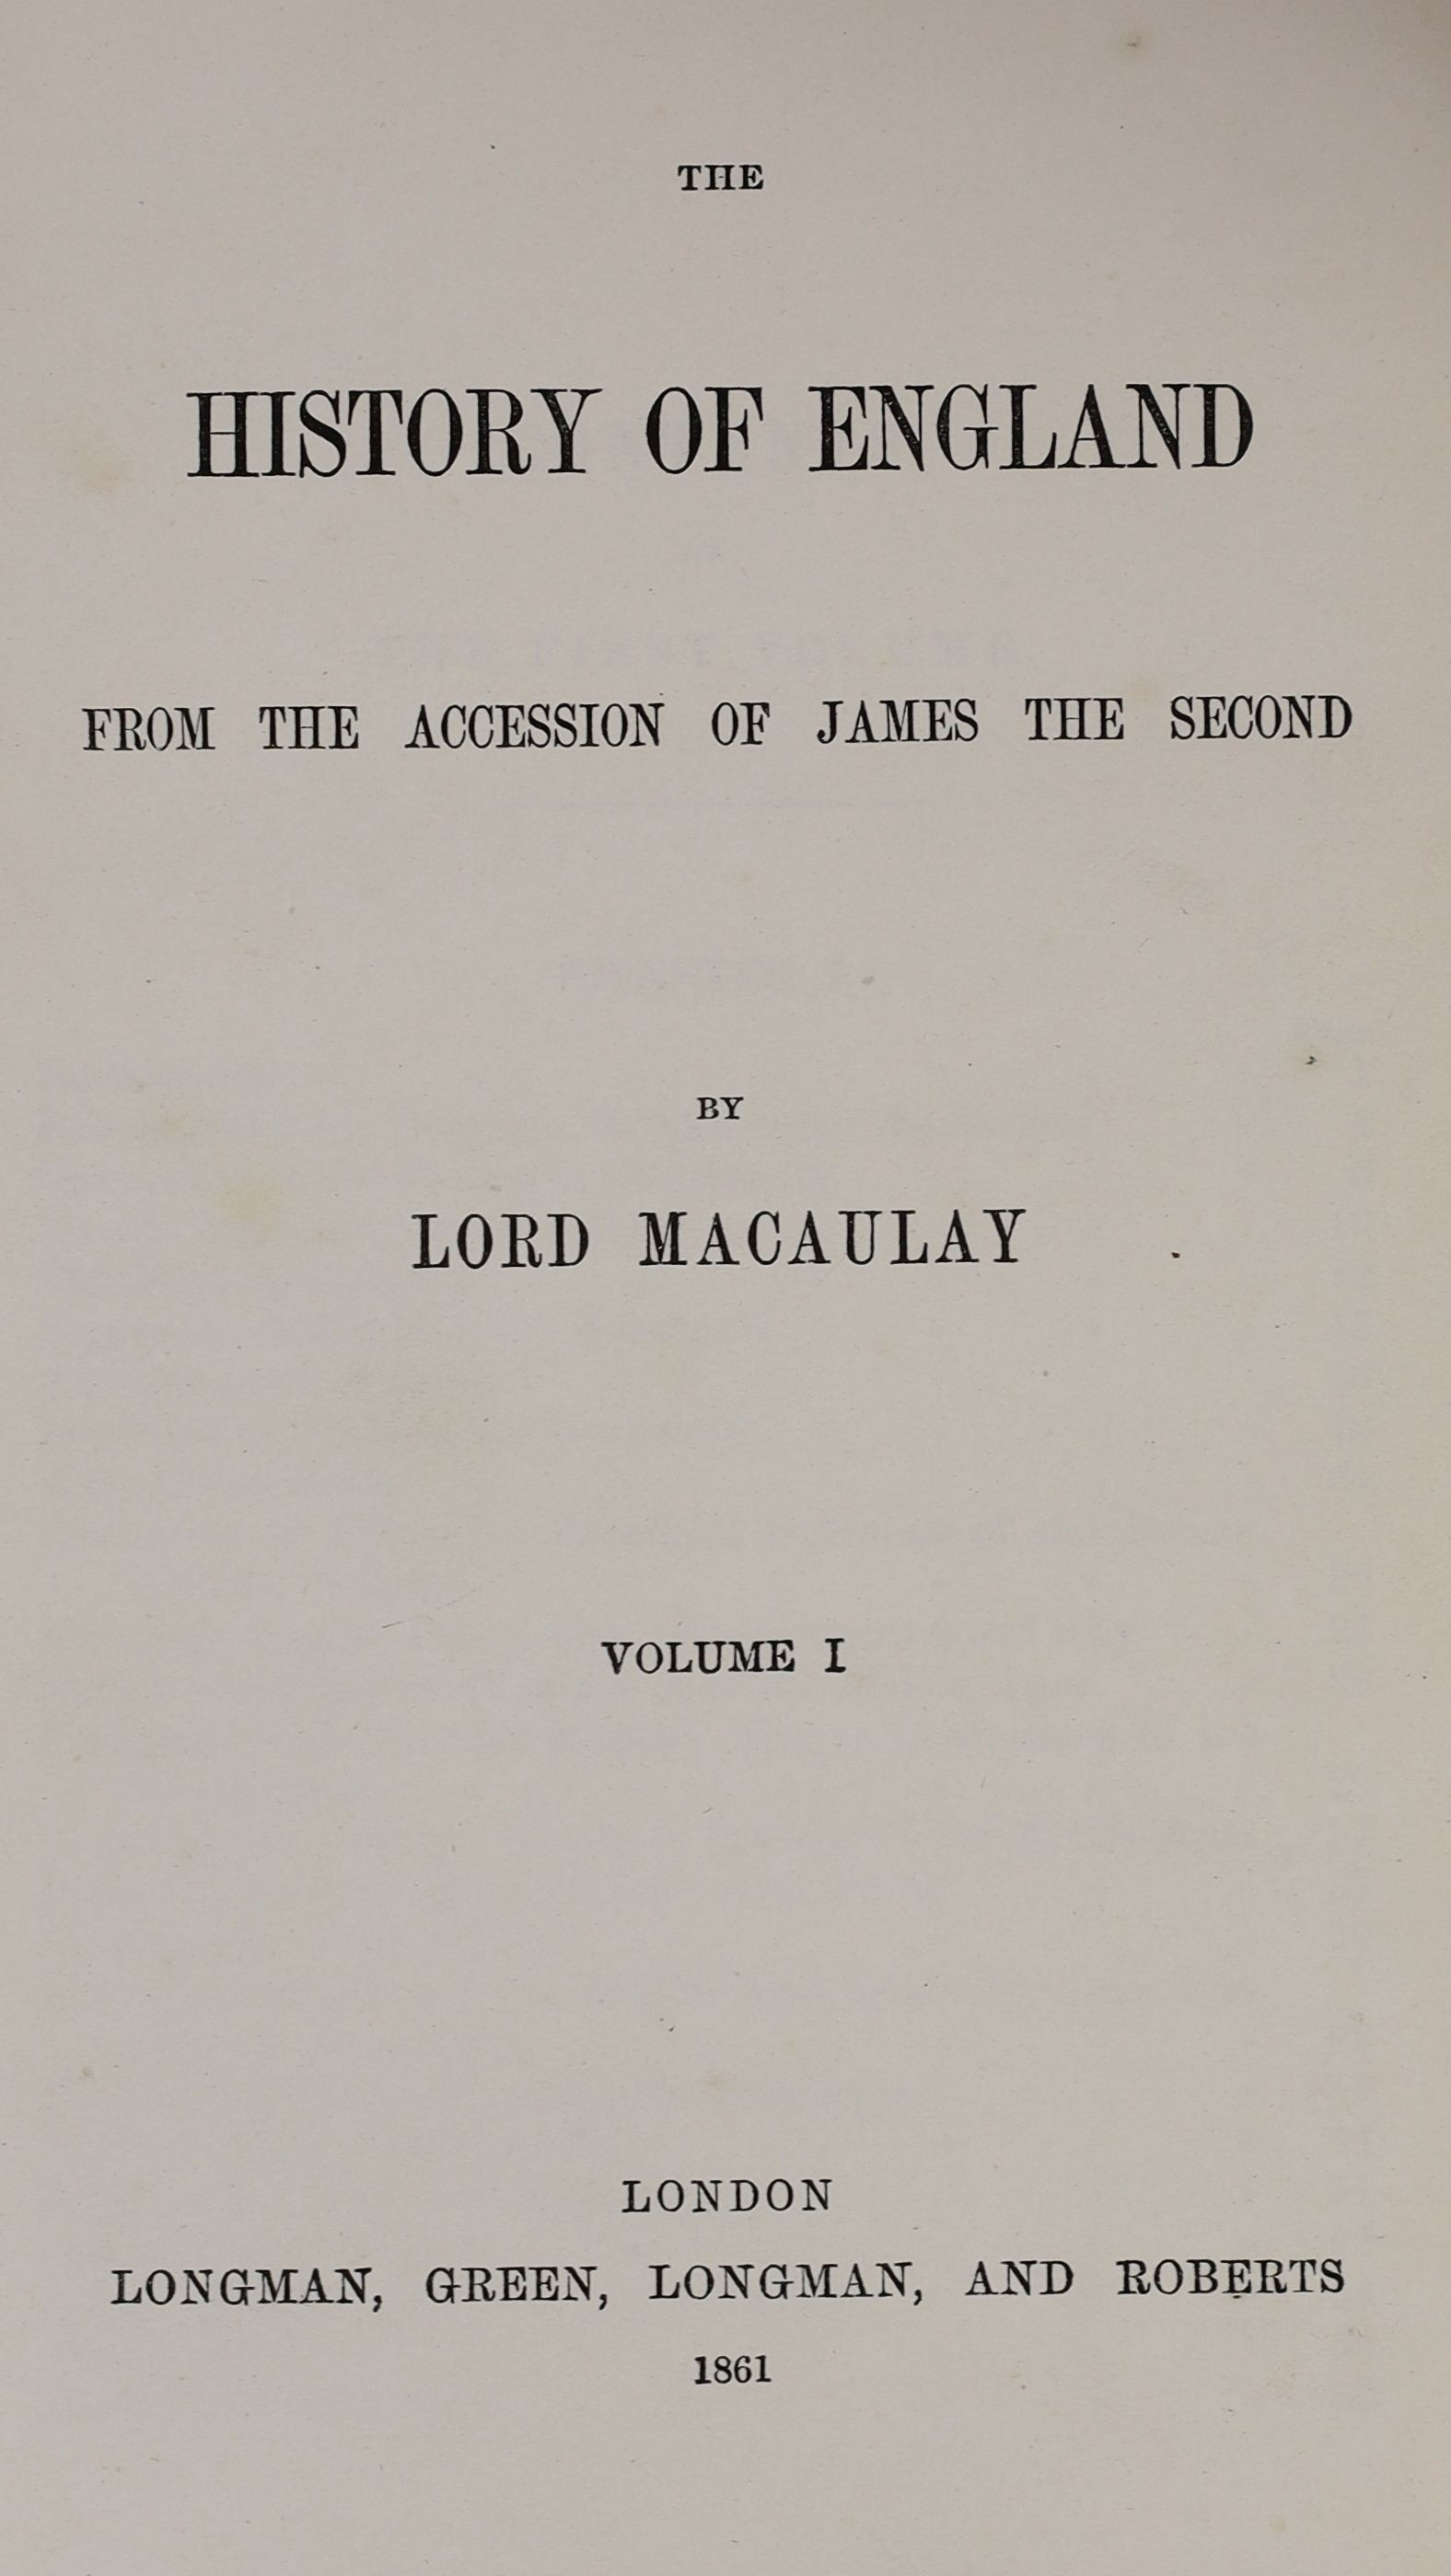 THE
HISTORY OF ENGLAND
FROM THE ACCESSION OF JAMES THE SECOND
BY
LORD MACAULAY
VOLUME I
LONDON
LONGMAN, GREEN, LONGMAN, AND ROBERTS
1861